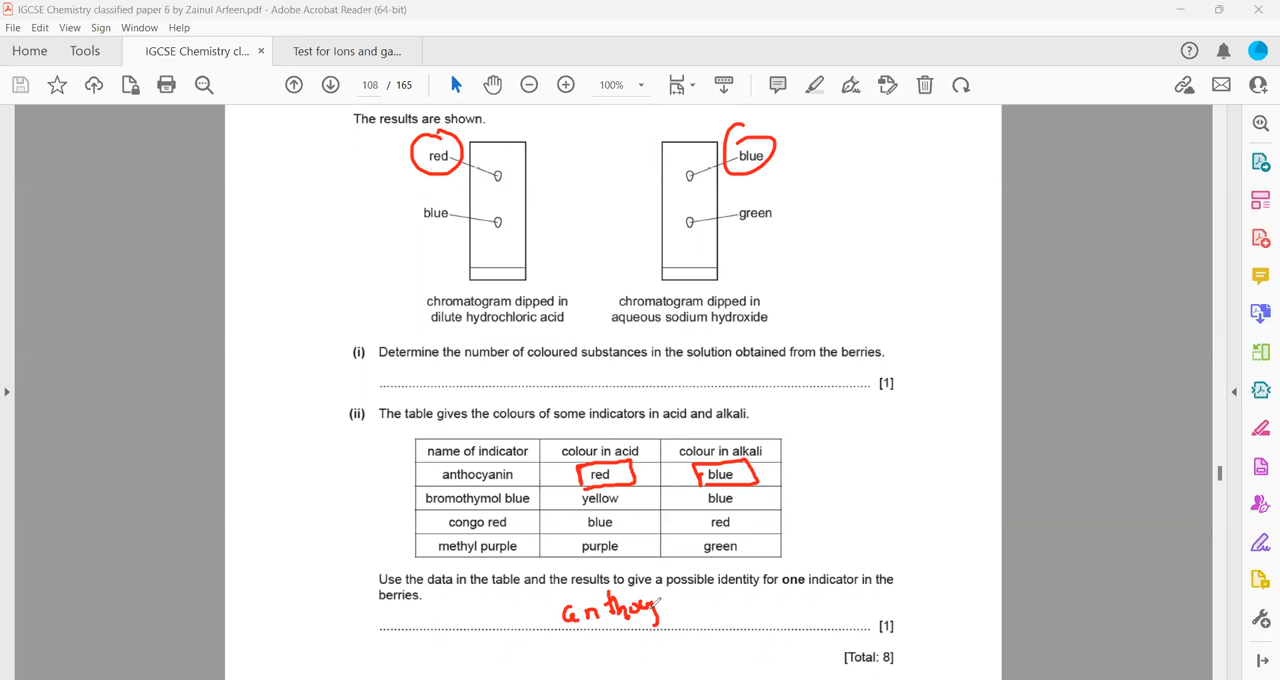 IGCSE Chemistry classified paper 6 by Zainul Arfeen.pdf - Adobe Acrobat Reader (64-bit)
File Edit View Sign Window Help
Home Tools IGCSE Chemistry cl... × Test for Ions and ga...
108 / 165 100%
The results are shown.
red blue
blue green
chromatogram dipped in chromatogram dipped in
dilute hydrochloric acid aqueous sodium hydroxide
(i) Determine the number of coloured substances in the solution obtained from the berries.
[1]
(ii) The table gives the colours of some indicators in acid and alkali.
name of indicator colour in acid colour in alkali
anthocyanin red blue
bromothymol blue yellow blue
congo red blue red
methyl purple purple green
Use the data in the table and the results to give a possible identity for one indicator in the
berries.
anthocy
[1]
[Total: 8]